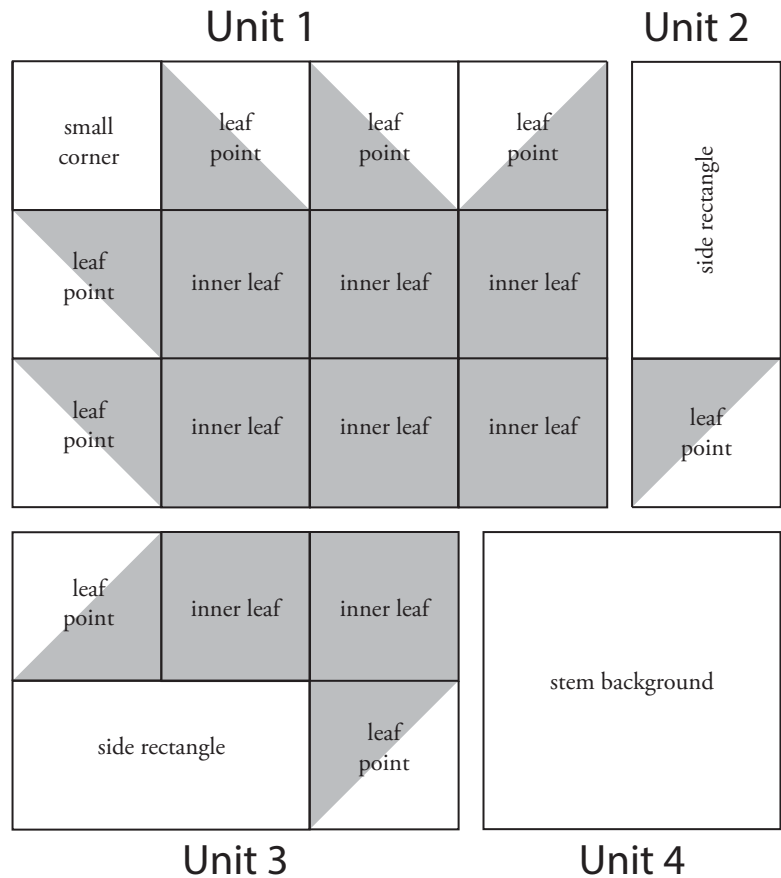 Unit 1
Unit 2
small
corner
leaf
point
leaf
point
leaf
point
side rectangle
leaf
point
inner leaf
inner leaf
inner leaf
leaf
point
inner leaf
inner leaf
inner leaf
leaf
point
leaf
point
inner leaf
inner leaf
stem background
side rectangle
leaf
point
Unit 3
Unit 4